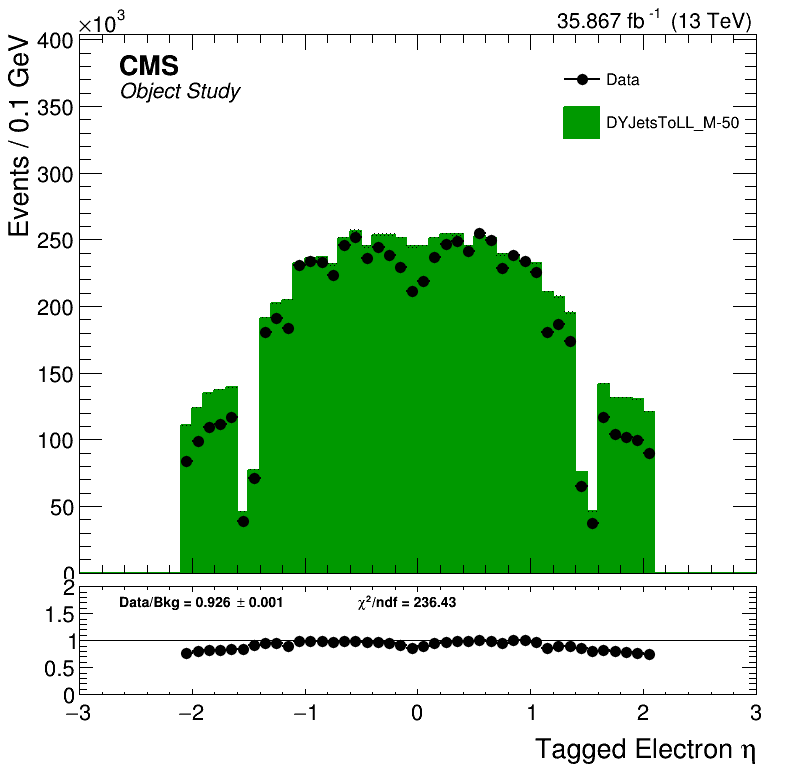 ×10³
35.867 fb⁻¹ (13 TeV)
Events / 0.1 GeV
CMS
Object Study
Data
DYJetsToLL_M-50
400
350
300
250
200
150
100
50
0
Data/Bkg = 0.926 ± 0.001
χ²/ndf = 236.43
2
1.5
1
0.5
0
−3
−2
−1
0
1
2
3
Tagged Electron η